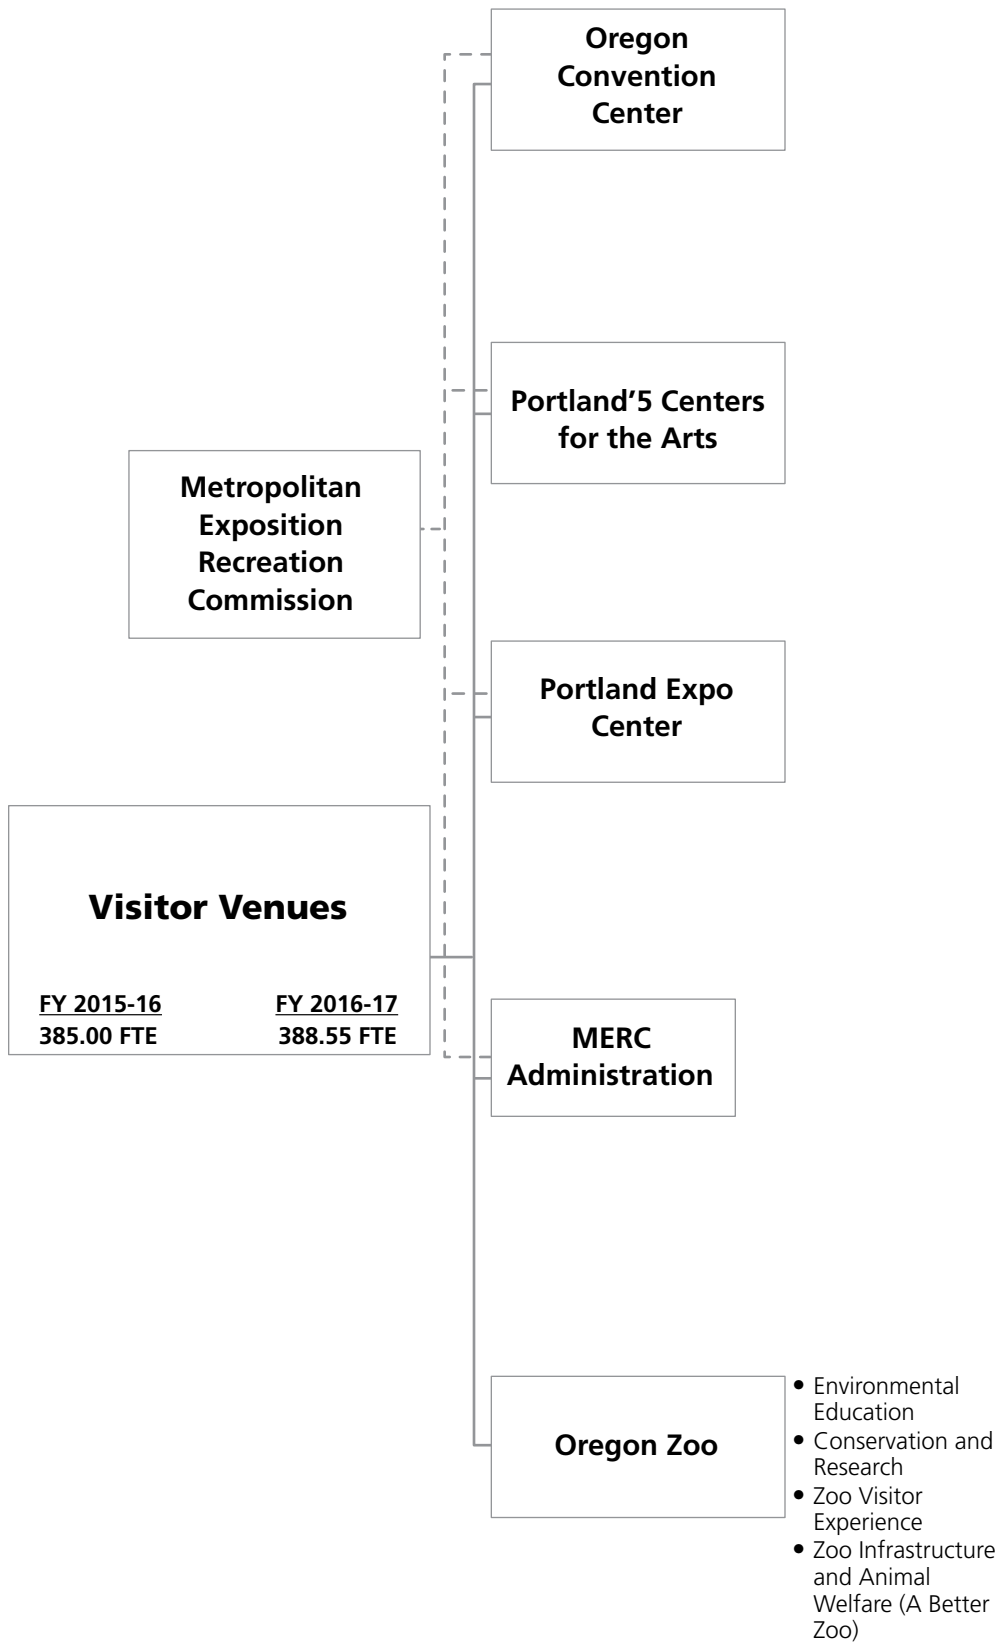 Oregon
Convention
Center
Portland’5 Centers
for the Arts
Metropolitan
Exposition
Recreation
Commission
Portland Expo
Center
Visitor Venues
FY 2015-16 FY 2016-17
385.00 FTE 388.55 FTE
MERC
Administration
Oregon Zoo
• Environmental
Education
• Conservation and
Research
• Zoo Visitor
Experience
• Zoo Infrastructure
and Animal
Welfare (A Better
Zoo)